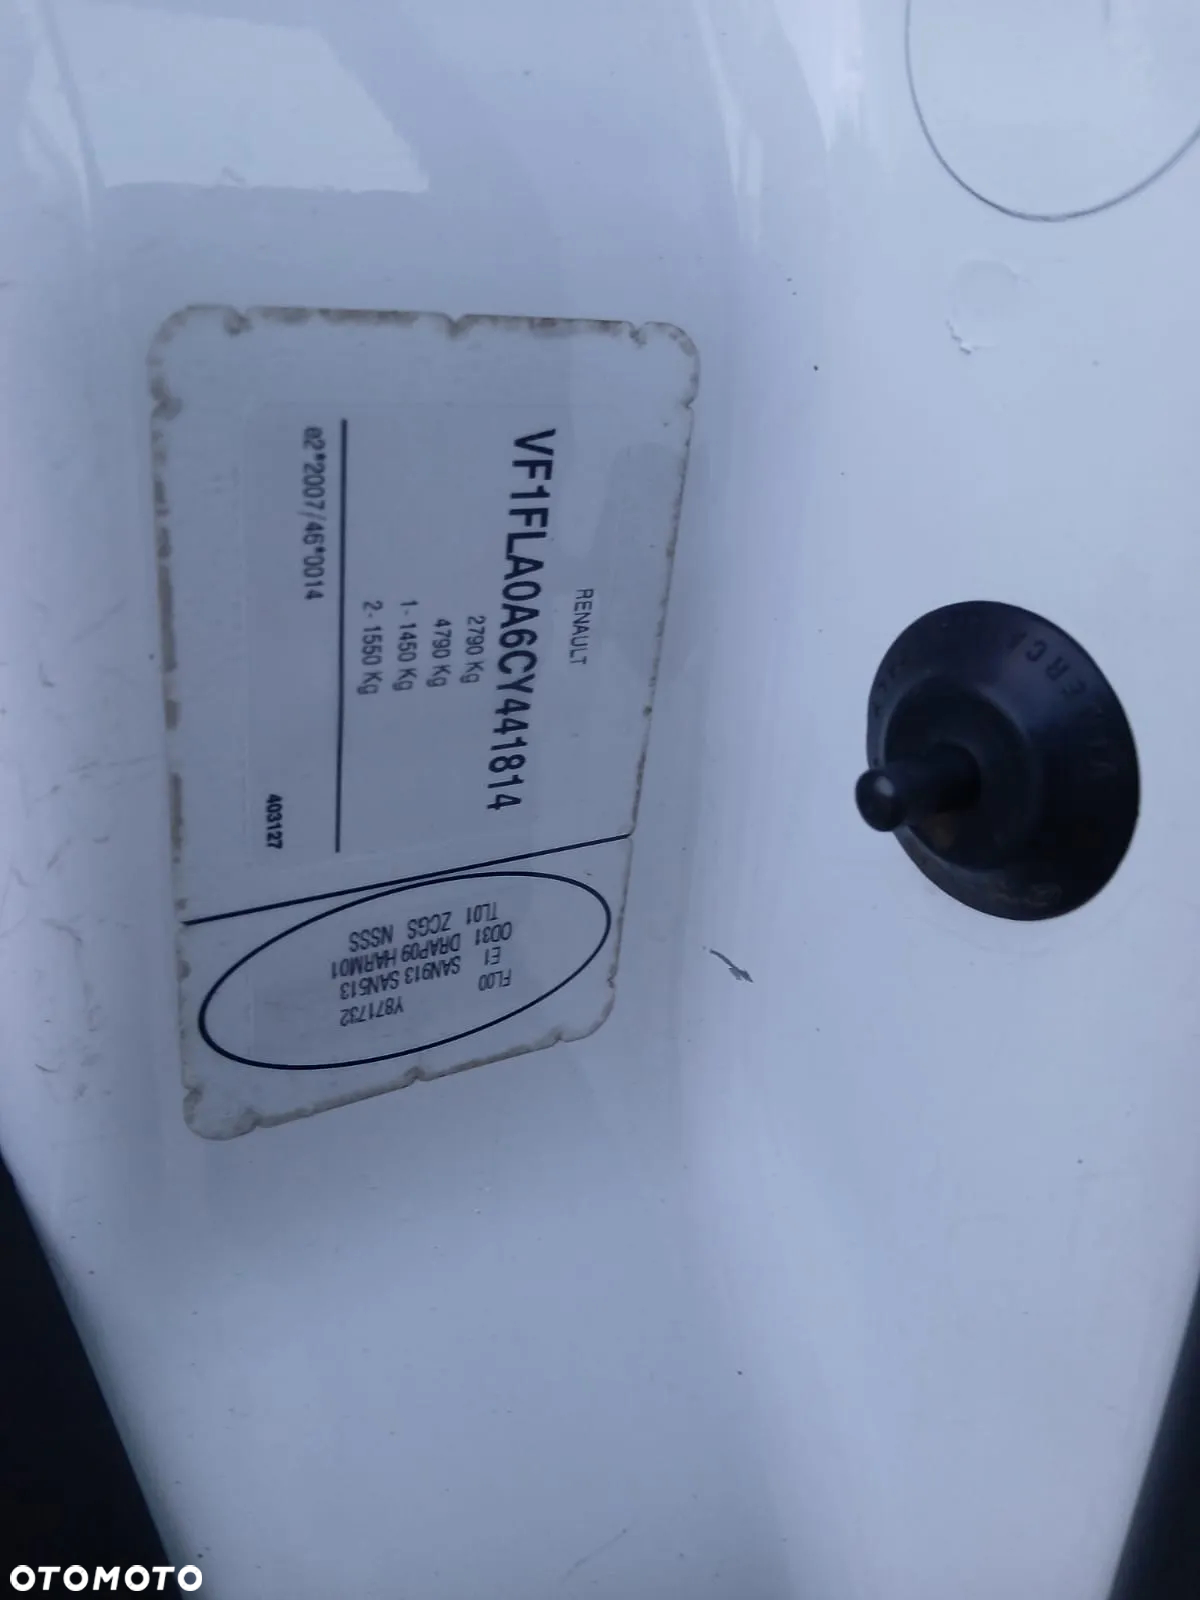 RENAULT
VF1FLA0A6CY441814
2790 Kg
4790 Kg
1- 1450 Kg
2- 1550 Kg
e2*2007/46*0014
403127
FL00 Y871732
E1 SAN913 SAN513
OD31 DRAP09 HARM01
TL01 ZCGS NSSS
OTOMOTO